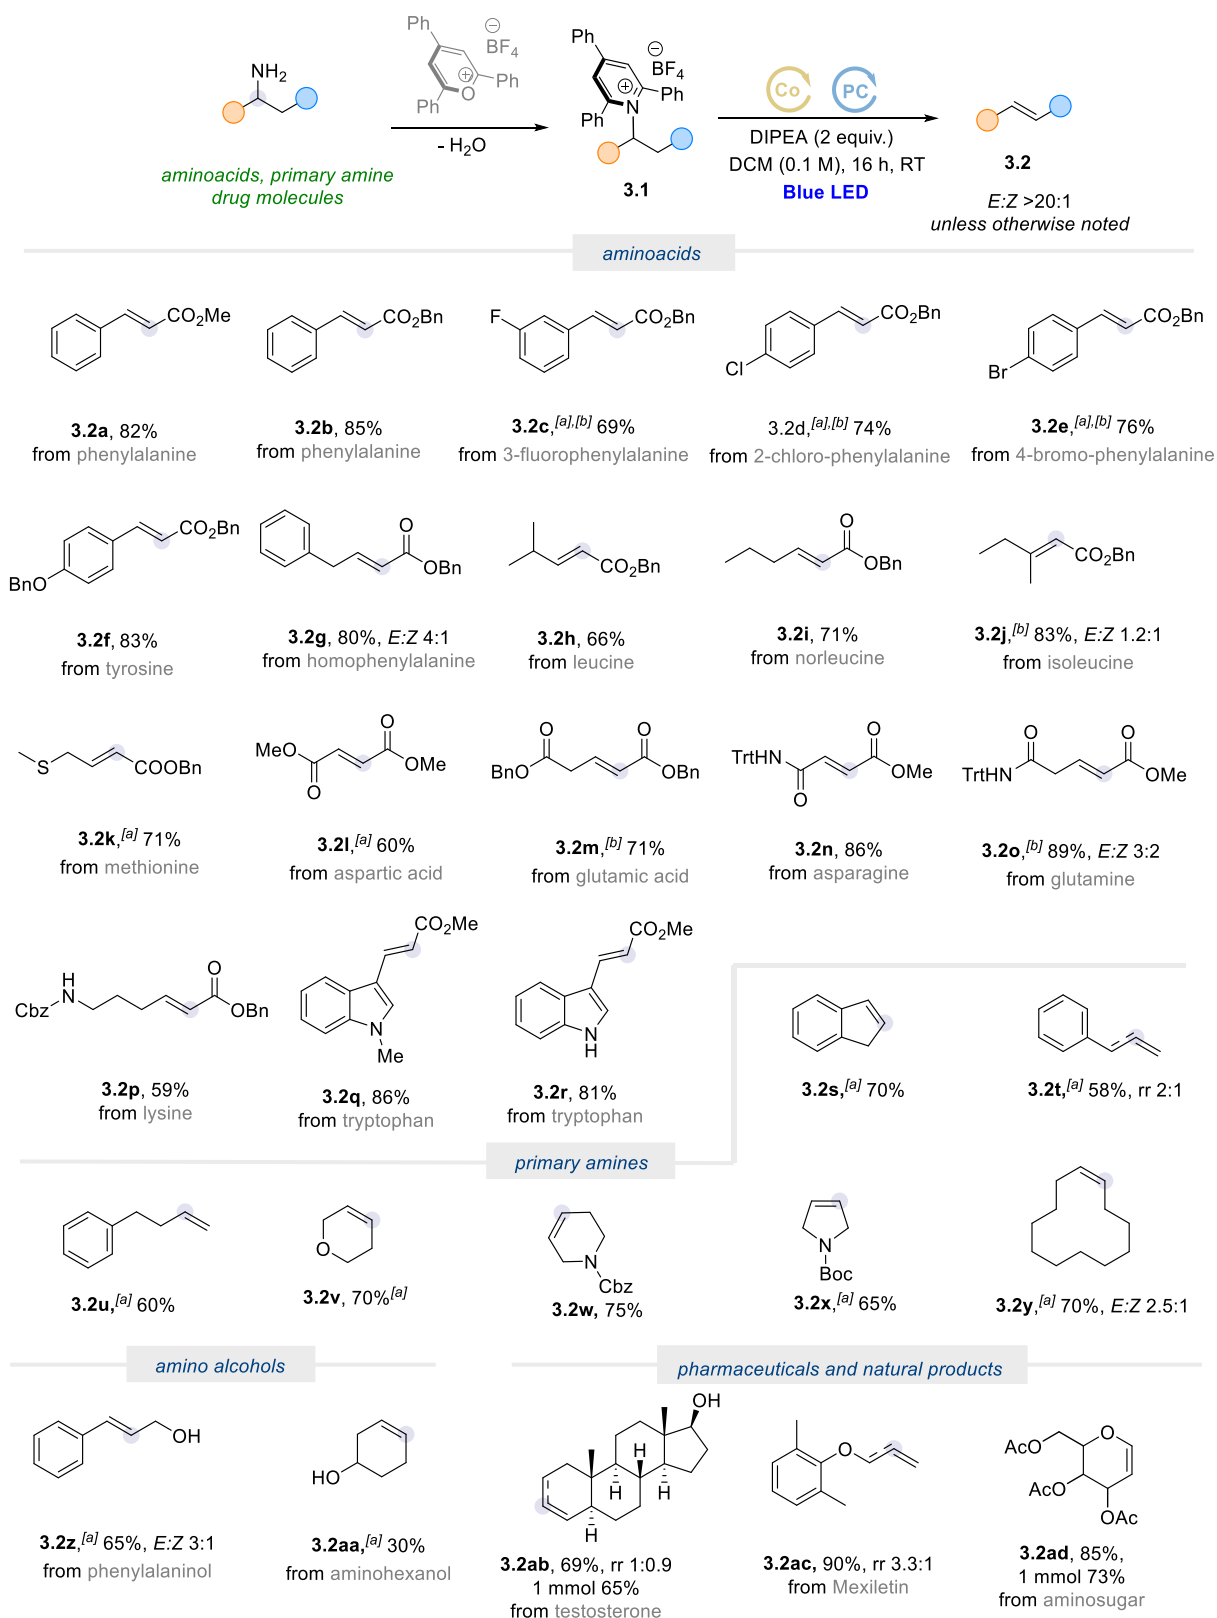 Ph
⊖
BF4
⊕
O
Ph
Ph
NH2
- H2O
aminoacids, primary amine
drug molecules
Ph
⊖
BF4
⊕
N
Ph
Ph
3.1
Co
PC
DIPEA (2 equiv.)
DCM (0.1 M), 16 h, RT
Blue LED
3.2
E:Z >20:1
unless otherwise noted
aminoacids
CO2Me
CO2Bn
F
CO2Bn
Cl
CO2Bn
Br
CO2Bn
3.2a, 82%
from phenylalanine
3.2b, 85%
from phenylalanine
3.2c,[a],[b] 69%
from 3-fluorophenylalanine
3.2d,[a],[b] 74%
from 2-chloro-phenylalanine
3.2e,[a],[b] 76%
from 4-bromo-phenylalanine
BnO
CO2Bn
O
OBn
COOBn
O
OBn
COOBn
3.2f, 83%
from tyrosine
3.2g, 80%, E:Z 4:1
from homophenylalanine
3.2h, 66%
from leucine
3.2i, 71%
from norleucine
3.2j,[b] 83%, E:Z 1.2:1
from isoleucine
S
COOBn
MeO
O
O
OMe
O
BnO
O
OBn
TrtHN
O
O
OMe
TrtHN
O
O
OMe
3.2k,[a] 71%
from methionine
3.2l,[a] 60%
from aspartic acid
3.2m,[b] 71%
from glutamic acid
3.2n, 86%
from asparagine
3.2o,[b] 89%, E:Z 3:2
from glutamine
Cbz
H
N
O
OBn
CO2Me
N
Me
CO2Me
N
H
3.2p, 59%
from lysine
3.2q, 86%
from tryptophan
3.2r, 81%
from tryptophan
3.2s,[a] 70%
3.2t,[a] 58%, rr 2:1
primary amines
O
N
Cbz
N
Boc
3.2u,[a] 60%
3.2v, 70%[a]
3.2w, 75%
3.2x,[a] 65%
3.2y,[a] 70%, E:Z 2.5:1
amino alcohols
pharmaceuticals and natural products
OH
HO
OH
H
H
H
H
O
AcO
O
AcO
OAc
3.2z,[a] 65%, E:Z 3:1
from phenylalaninol
3.2aa,[a] 30%
from aminohexanol
3.2ab, 69%, rr 1:0.9
1 mmol 65%
from testosterone
3.2ac, 90%, rr 3.3:1
from Mexiletin
3.2ad, 85%,
1 mmol 73%
from aminosugar